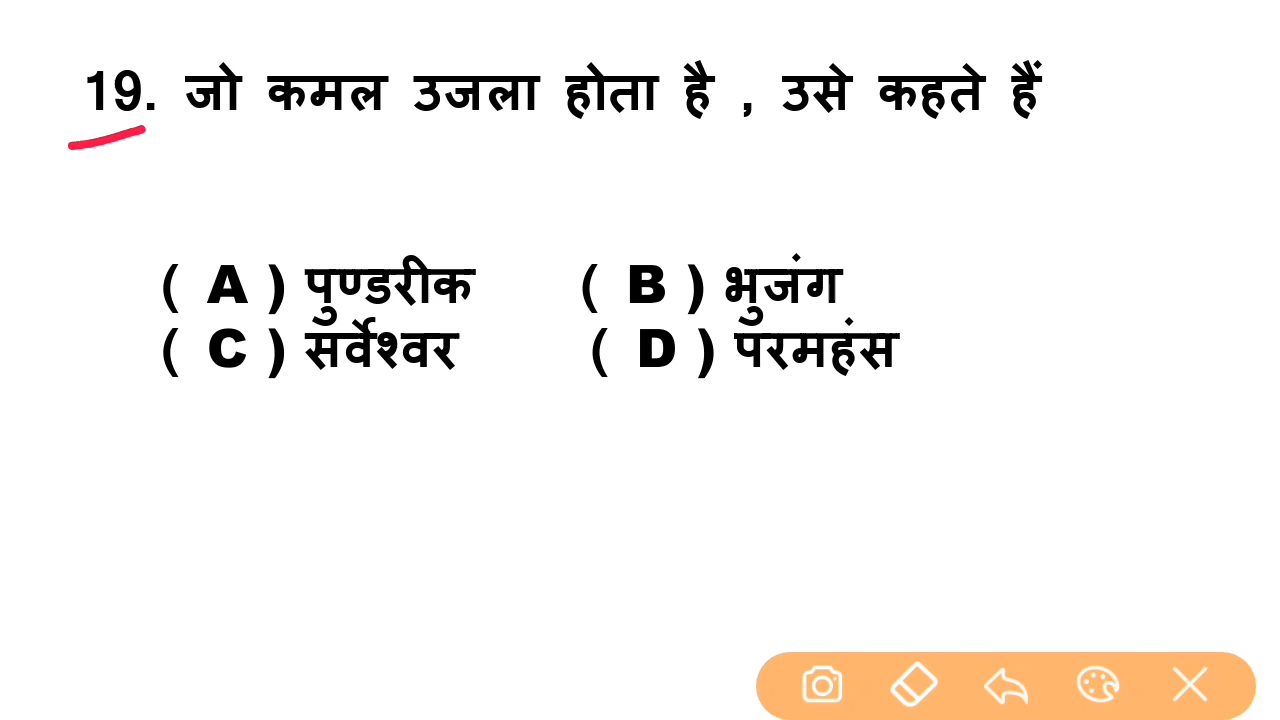 19. जो कमल उजला होता है , उसे कहते हैं
( A ) पुण्डरीक ( B ) भुजंग
( C ) सर्वेश्वर ( D ) परमहंस